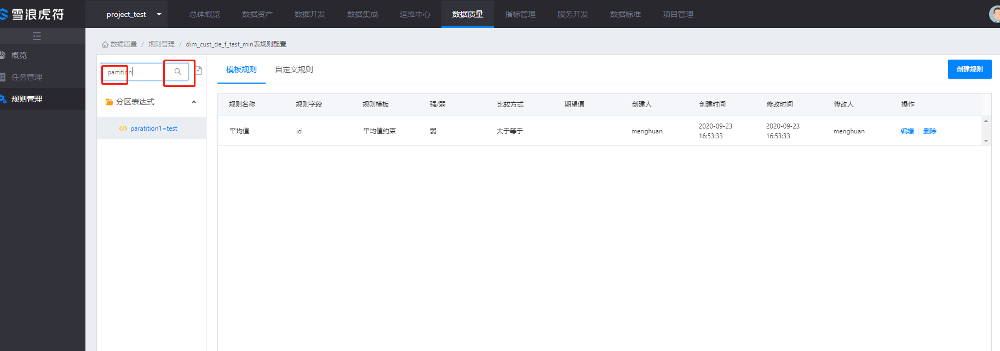 雪浪虎符
project_test
总体概览
数据资产
数据开发
数据集成
运维中心
数据质量
指标管理
服务开发
数据标准
项目管理
概览
任务管理
规则管理
数据质量 / 规则管理 / dim_cust_de_f_test_min表规则配置
partition
分区表达式
</> paratition1=test
模板规则
自定义规则
创建规则
规则名称 规则字段 规则模板 强/弱 比较方式 期望值 创建人 创建时间 修改时间 修改人 操作
平均值 id 平均值约束 弱 大于等于 menghuan 2020-09-23 16:53:33 2020-09-23 16:53:33 menghuan 编辑 删除